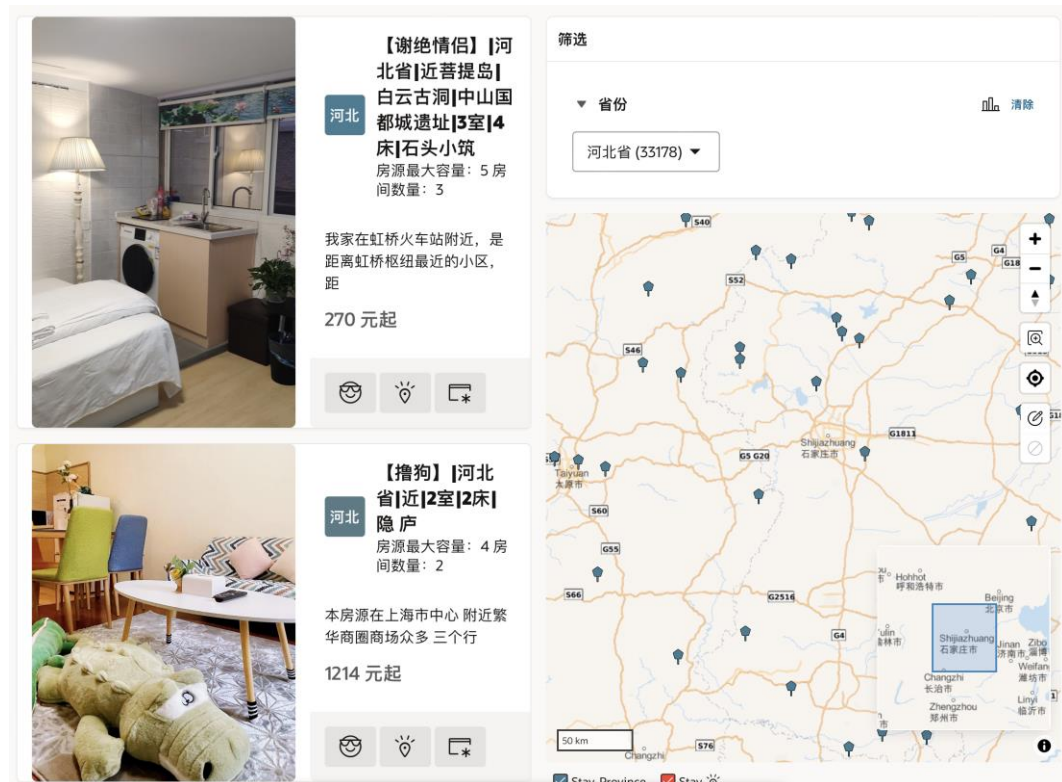 【谢绝情侣】|河
北省|近菩提岛|
白云古洞|中山国
都城遗址|3室|4
床|石头小筑
河北
房源最大容量：5 房
间数量：3
我家在虹桥火车站附近，是
距离虹桥枢纽最近的小区，
距
270 元起
【撸狗】|河北
省|近|2室|2床|
隐 庐
河北
房源最大容量：4 房
间数量：2
本房源在上海市中心 附近繁
华商圈商场众多 三个行
1214 元起
筛选
省份
清除
河北省 (33178)
S40
G4
G5
G18
S52
S46
G1811
Shijiazhuang
石家庄市
G5 G20
Taiyuan
太原市
S60
G55
S66
G2516
G4
Hohhot
呼和浩特市
Beijing
北京市
Shijiazhuang
石家庄市
Jinan
济南市
Zibo
淄博
Weifan
潍坊市
Changzhi
长治市
Linyi
临沂市
Zhengzhou
郑州市
50 km
Changzhi
S76
Stay-Province
Stay